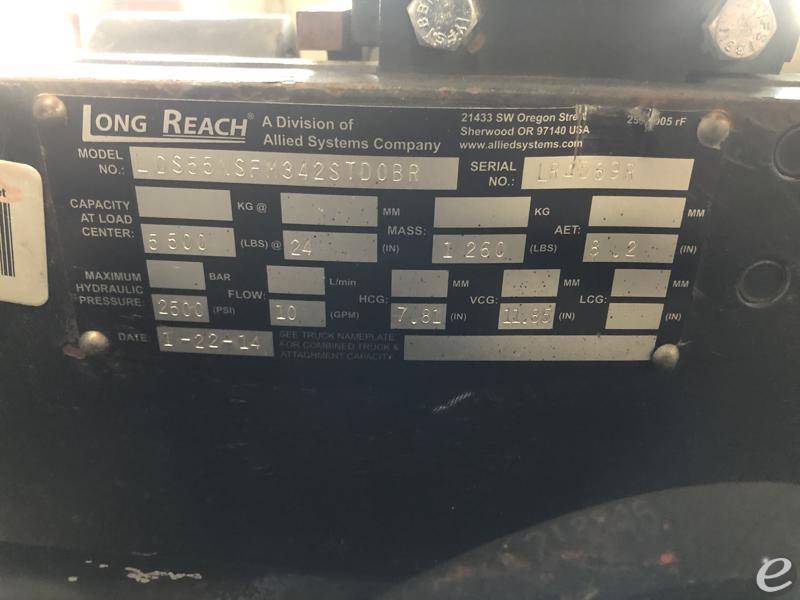 LONG REACH® A Division of Allied Systems Company
21433 SW Oregon Street
Sherwood OR 97140 USA
www.alliedsystems.com
MODEL NO.:
SERIAL NO.:
CAPACITY AT LOAD CENTER: KG @ MM
5500 (LBS) @ 24 (IN)
MASS: KG
1260 (LBS)
AET: MM
(IN)
MAXIMUM HYDRAULIC PRESSURE: BAR
2500 (PSI)
FLOW: L/min
10 (GPM)
HCG: MM
7.81 (IN)
VCG: MM
11.85 (IN)
LCG: MM
(IN)
DATE: 1-22-14
SEE TRUCK NAMEPLATE
FOR COMBINED TRUCK &
ATTACHMENT CAPACITY
e